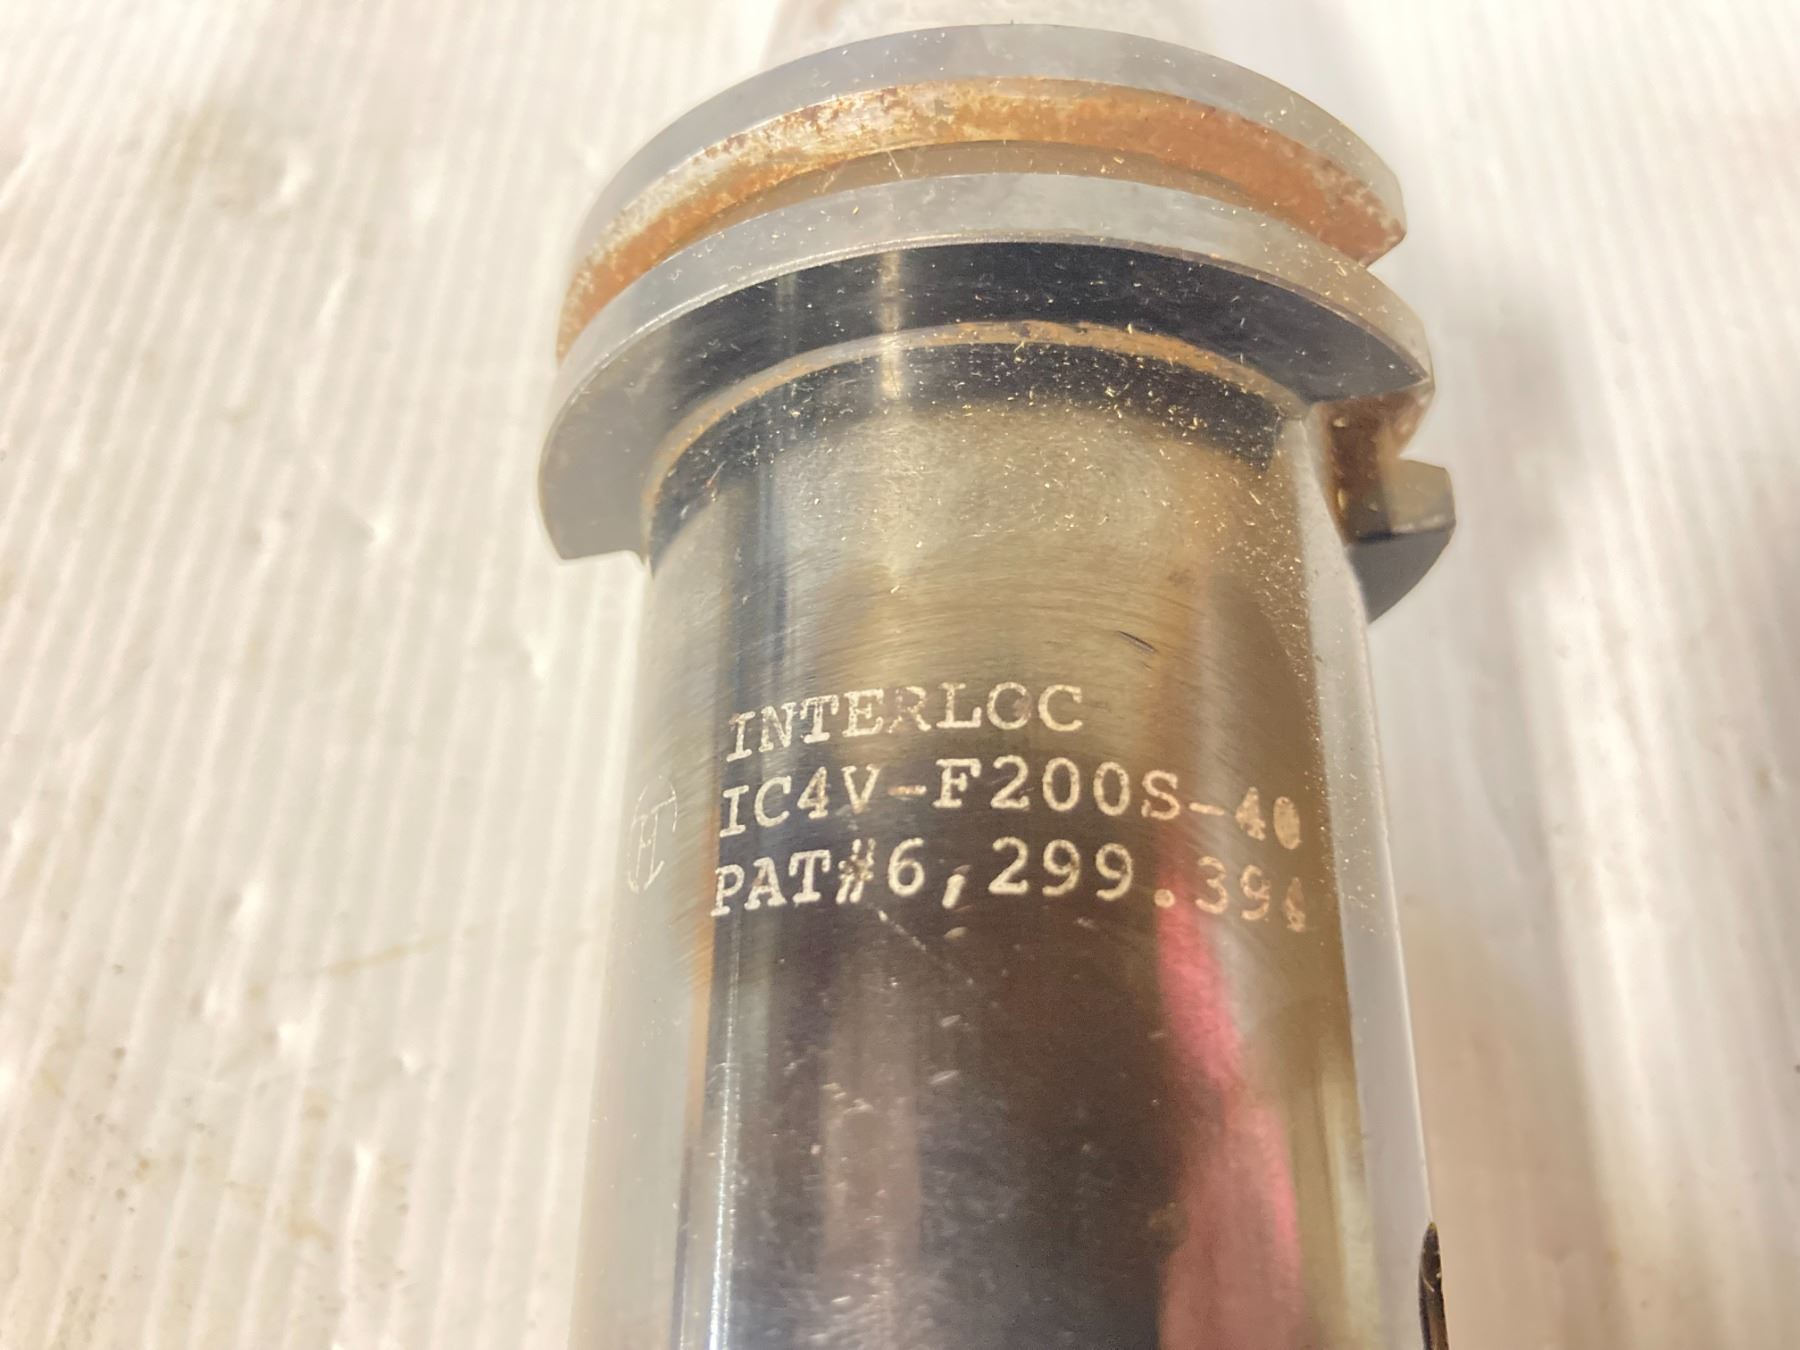 INTERLOC
IC4V-F200S-40
PAT#6,299.394